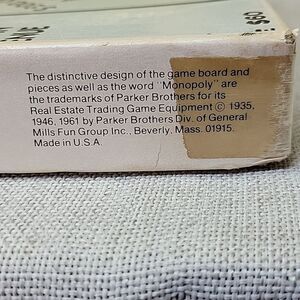 The distinctive design of the game board and
pieces as well as the word "Monopoly" are
the trademarks of Parker Brothers for its
Real Estate Trading Game Equipment © 1935,
1946, 1961 by Parker Brothers Div. of General
Mills Fun Group Inc., Beverly, Mass. 01915.
Made in U.S.A.